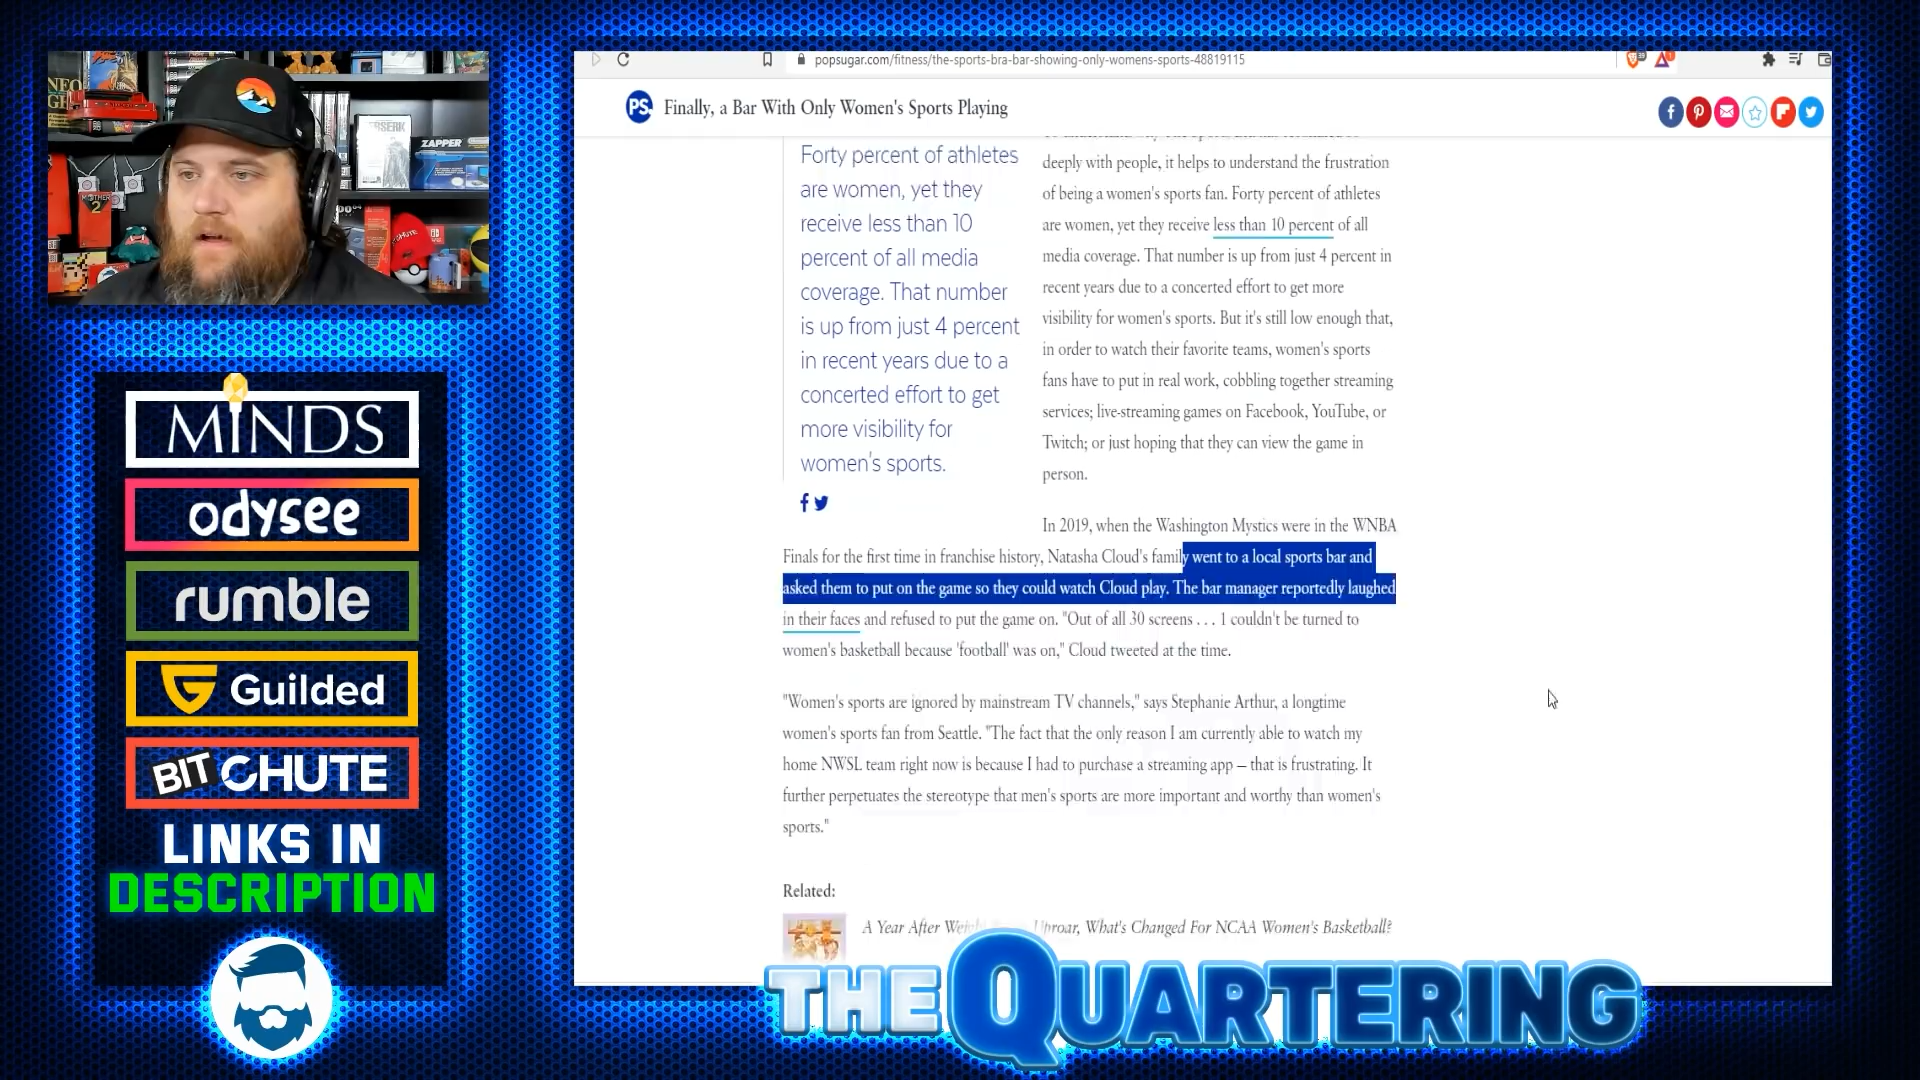 popsugar.com/fitness/the-sports-bra-bar-showing-only-womens-sports-48819115
PS
Finally, a Bar With Only Women's Sports Playing
Forty percent of athletes
are women, yet they
receive less than 10
percent of all media
coverage. That number
is up from just 4 percent
in recent years due to a
concerted effort to get
more visibility for
women's sports.
deeply with people, it helps to understand the frustration
of being a women's sports fan. Forty percent of athletes
are women, yet they receive less than 10 percent of all
media coverage. That number is up from just 4 percent in
recent years due to a concerted effort to get more
visibility for women's sports. But it's still low enough that,
in order to watch their favorite teams, women's sports
fans have to put in real work, cobbling together streaming
services; live-streaming games on Facebook, YouTube, or
Twitch; or just hoping that they can view the game in
person.
In 2019, when the Washington Mystics were in the WNBA
Finals for the first time in franchise history, Natasha Cloud's family went to a local sports bar and
asked them to put on the game so they could watch Cloud play. The bar manager reportedly laughed
in their faces and refused to put the game on. "Out of all 30 screens . . . 1 couldn't be turned to
women's basketball because 'football' was on," Cloud tweeted at the time.
"Women's sports are ignored by mainstream TV channels," says Stephanie Arthur, a longtime
women's sports fan from Seattle. "The fact that the only reason I am currently able to watch my
home NWSL team right now is because I had to purchase a streaming app – that is frustrating. It
further perpetuates the stereotype that men's sports are more important and worthy than women's
sports."
Related:
A Year After Weight Uproar, What's Changed For NCAA Women's Basketball?
ZAPPER
MOTHER
2
MINDS
odysee
rumble
Guilded
BITCHUTE
LINKS IN
DESCRIPTION
THE QUARTERING